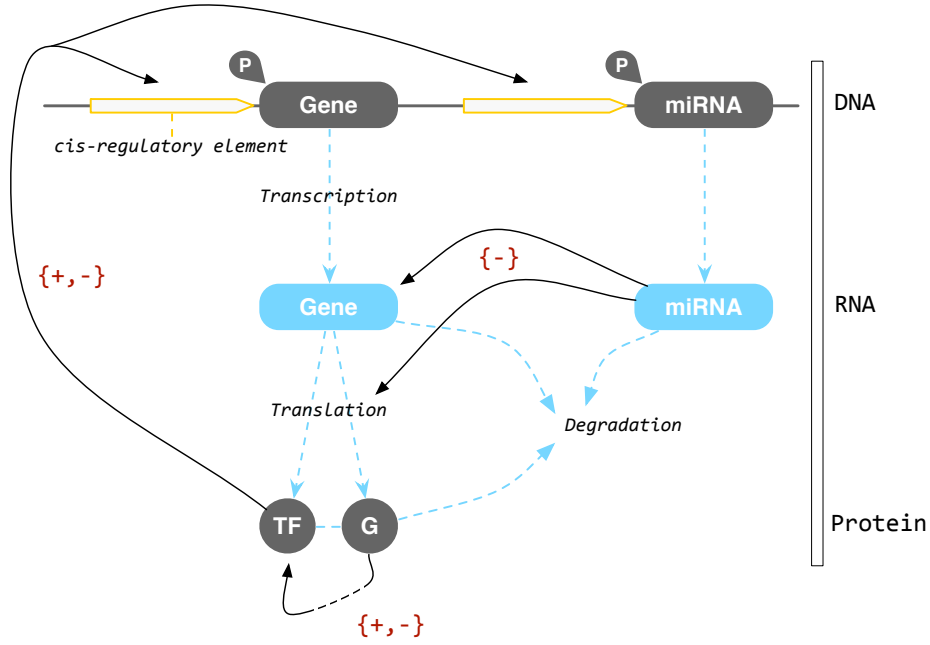 P
P
Gene
miRNA
DNA
cis-regulatory element
Transcription
{-}
{+,-}
Gene
miRNA
RNA
Translation
Degradation
TF
G
Protein
{+,-}